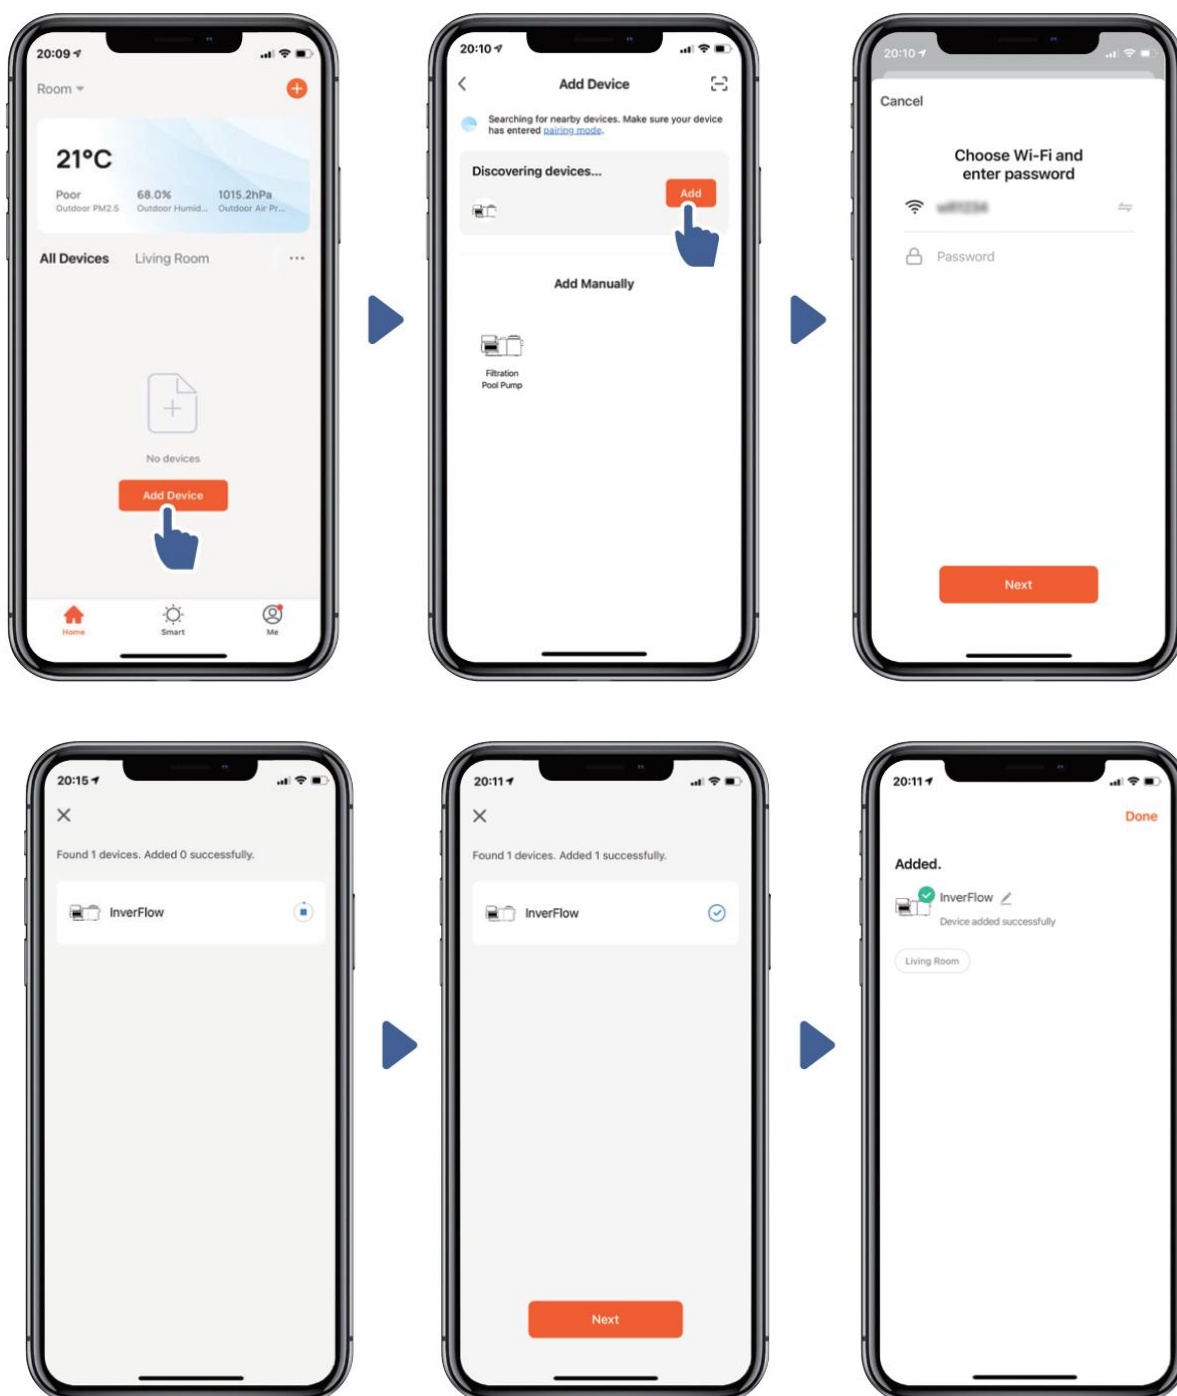 20:09
Room
21°C
Poor
68.0%
1015.2hPa
Outdoor PM2.5
Outdoor Humid...
Outdoor Air Pr...
All Devices
Living Room
No devices
Add Device
Home
Smart
Me
20:10
Add Device
Searching for nearby devices. Make sure your device
has entered pairing mode.
Discovering devices...
Add
Add Manually
Filtration
Pool Pump
20:10
Cancel
Choose Wi-Fi and
enter password
Password
Next
20:15
Found 1 devices. Added 0 successfully.
InverFlow
20:11
Found 1 devices. Added 1 successfully.
InverFlow
Next
20:11
Done
Added.
InverFlow
Device added successfully
Living Room